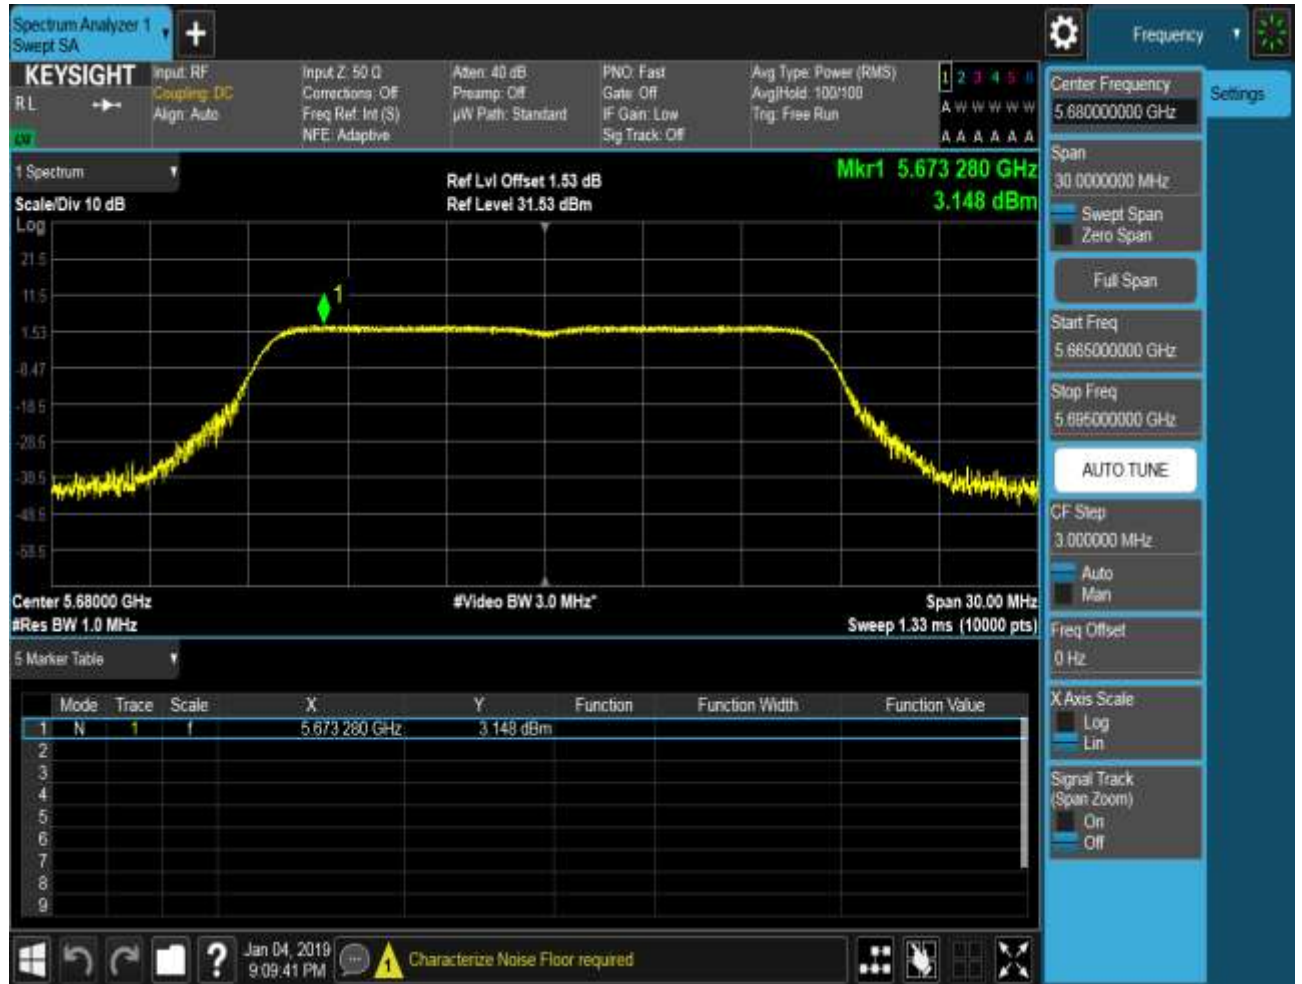 Spectrum Analyzer 1
Swept SA
+
Frequency
KEYSIGHT
RL
Input: RF
Coupling: DC
Align: Auto
Input Z: 50 Ω
Corrections: Off
Freq Ref: Int (S)
NFE: Adaptive
Atten: 40 dB
Preamp: Off
µW Path: Standard
PNO: Fast
Gate: Off
IF Gain: Low
Sig Track: Off
Avg Type: Power (RMS)
Avg|Hold: 100/100
Trig: Free Run
1 2 3 4 5 6
A W W W W W
A A A A A A
1 Spectrum
Scale/Div 10 dB
Ref Lvl Offset 1.53 dB
Ref Level 31.53 dBm
Mkr1 5.673 280 GHz
3.148 dBm
Log
21.5
11.5
1.53
-8.47
-18.5
-28.5
-38.5
-48.5
-58.5
1
Center 5.68000 GHz
#Res BW 1.0 MHz
#Video BW 3.0 MHz*
Span 30.00 MHz
Sweep 1.33 ms (10000 pts)
5 Marker Table
Mode Trace Scale X Y Function Function Width Function Value
1 N 1 f 5.673 280 GHz 3.148 dBm
2
3
4
5
6
7
8
9
Center Frequency
5.680000000 GHz
Settings
Span
30.0000000 MHz
Swept Span
Zero Span
Full Span
Start Freq
5.665000000 GHz
Stop Freq
5.695000000 GHz
AUTO TUNE
CF Step
3.000000 MHz
Auto
Man
Freq Offset
0 Hz
X Axis Scale
Log
Lin
Signal Track
(Span Zoom)
On
Off
?
Jan 04, 2019
9:09:41 PM
1
Characterize Noise Floor required